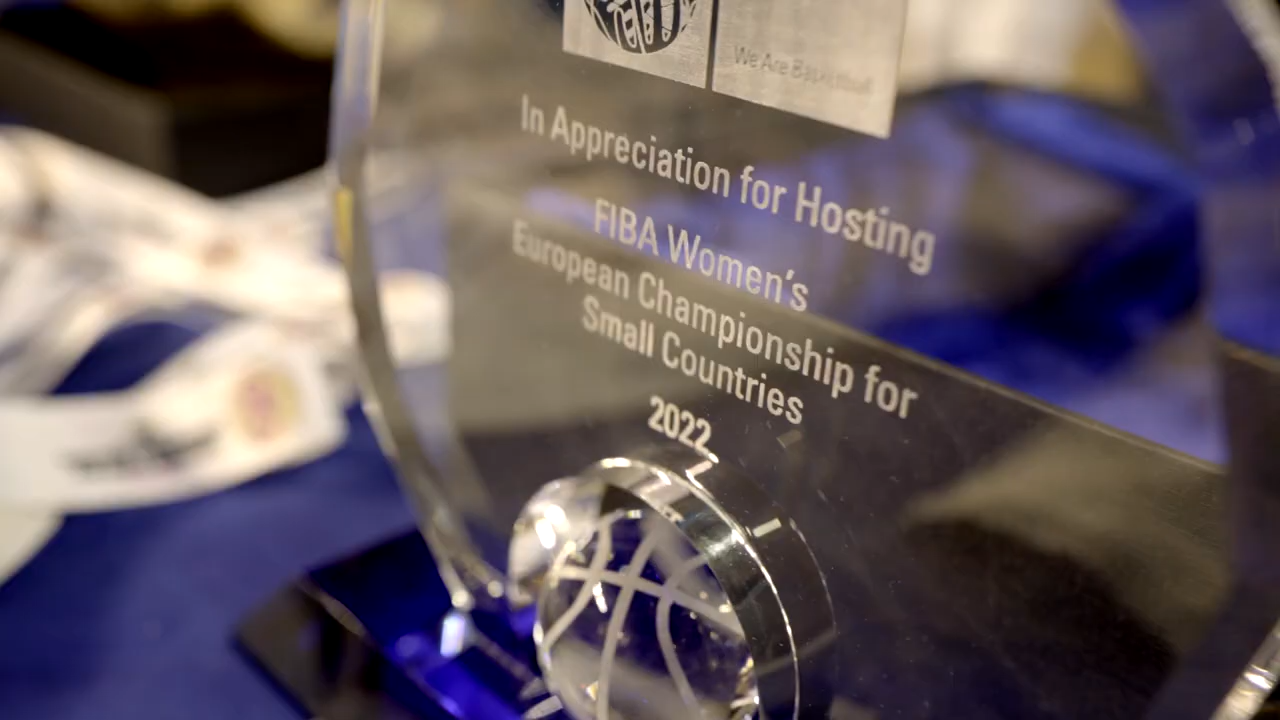 We Are Basketball
In Appreciation for Hosting
FIBA Women's
European Championship for
Small Countries
2022